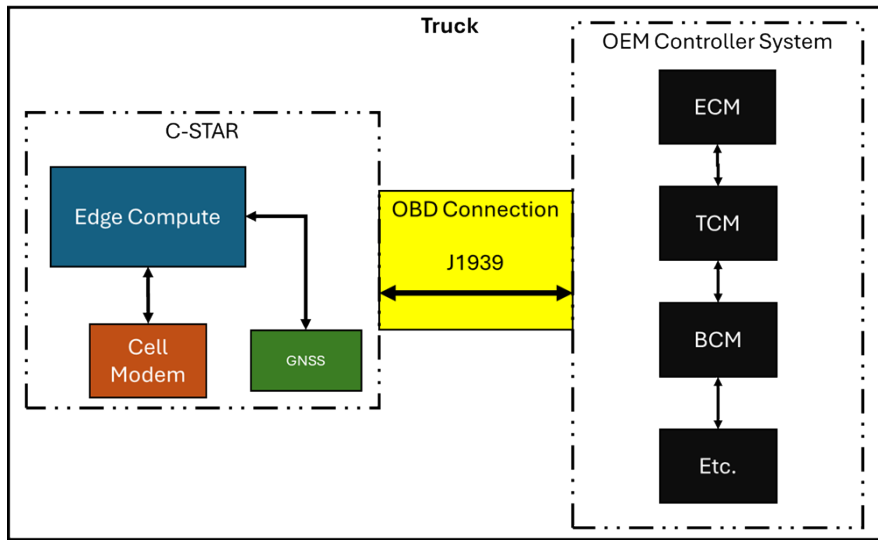 Truck
C-STAR
Edge Compute
Cell
Modem
GNSS
OBD Connection
J1939
OEM Controller System
ECM
TCM
BCM
Etc.